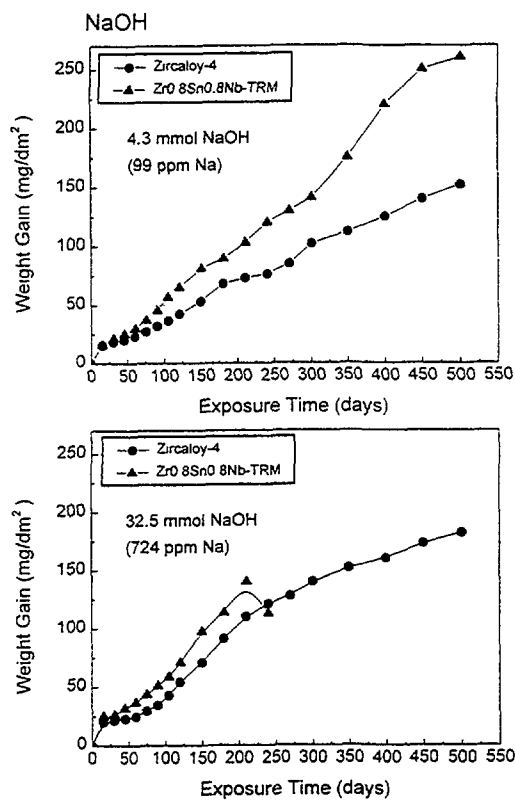 NaOH
Zircaloy-4
Zr0 8Sn0.8Nb-TRM
4.3 mmol NaOH
(99 ppm Na)
250
200
150
100
50
0
Weight Gain (mg/dm²)
0 50 100 150 200 250 300 350 400 450 500 550
Exposure Time (days)
Zircaloy-4
Zr0 8Sn0 8Nb-TRM
32.5 mmol NaOH
(724 ppm Na)
250
200
150
100
50
0
Weight Gain (mg/dm²)
0 50 100 150 200 250 300 350 400 450 500 550
Exposure Time (days)